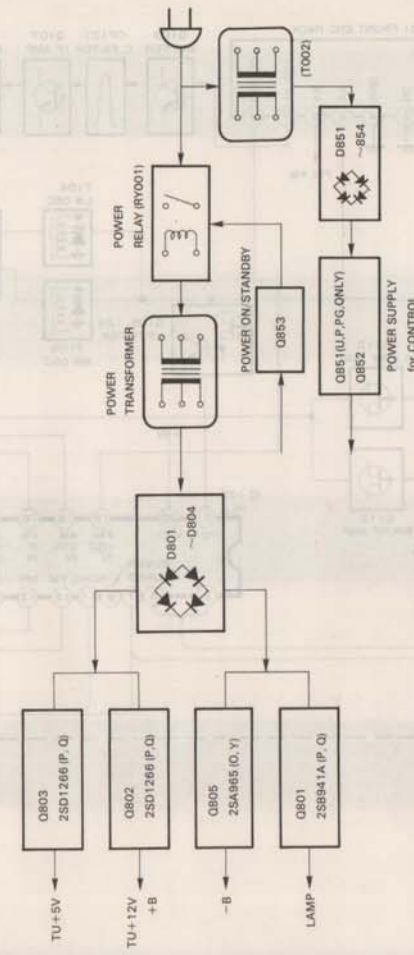 TU+5V
TU+12V
+B
−B
LAMP
Q803
2SD1266 (P, Q)
Q802
2SD1266 (P,Q)
Q805
2SA965 (O, Y)
Q801
2SB941A (P, Q)
D801
~D804
POWER
TRANSFORMER
POWER
RELAY (RY001)
POWER ON/STANDBY
Q853
(T002)
D851
~854
Q851(U,P,PG,ONLY)
Q852
POWER SUPPLY
for CONTROL